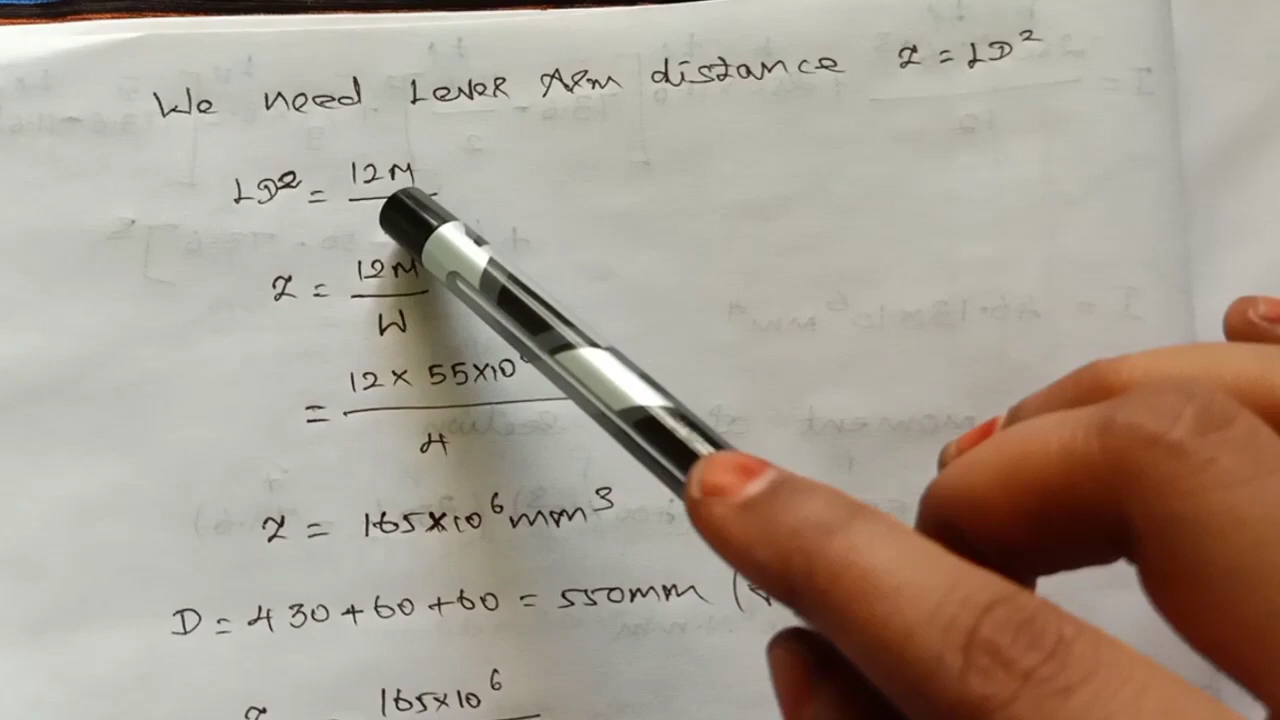 We need Lever Arm distance Z = LD²
LD² = 12M
Z = 12M / W
= 12 × 55×10 / 4
Z = 165×10⁶ mm³
D = 430 + 60 + 60 = 550mm (
165×10⁶